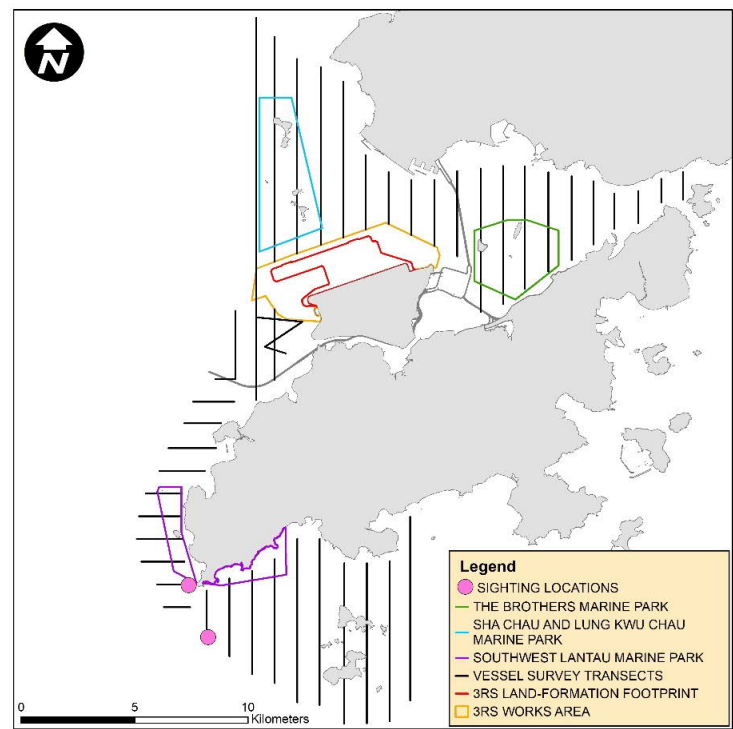 N
Legend
SIGHTING LOCATIONS
THE BROTHERS MARINE PARK
SHA CHAU AND LUNG KWU CHAU
MARINE PARK
SOUTHWEST LANTAU MARINE PARK
VESSEL SURVEY TRANSECTS
3RS LAND-FORMATION FOOTPRINT
3RS WORKS AREA
0 5 10
Kilometers